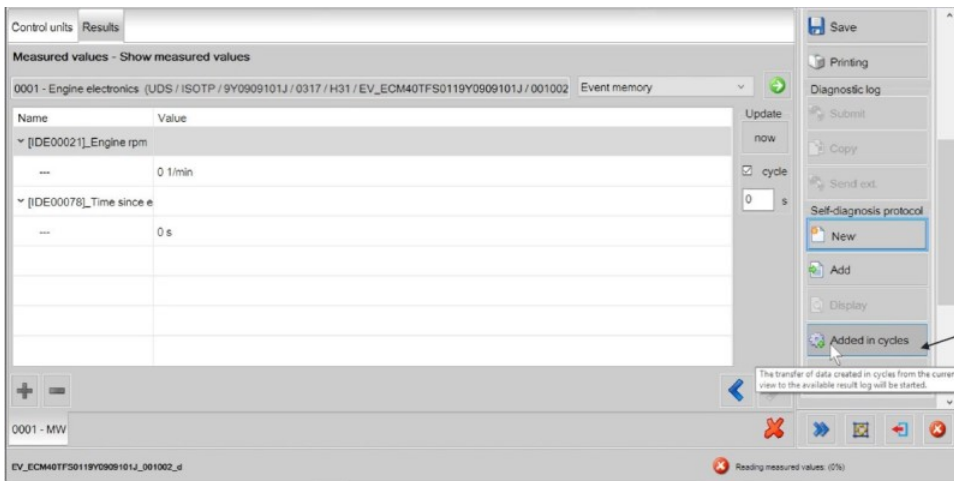 Control units Results
Measured values - Show measured values
0001 - Engine electronics (UDS / ISOTP / 9Y0909101J / 0317 / H31 / EV_ECM40TFS0119Y0909101J / 001002 Event memory
Name Value
[IDE00021]_Engine rpm
--- 0 1/min
[IDE00078]_Time since e
--- 0 s
Update
now
cycle
0 s
0001 - MW
EV_ECM40TFS0119Y0909101J_001002_d
Reading measured values: (0%)
Save
Printing
Diagnostic log
Submit
Copy
Send ext.
Self-diagnosis protocol
New
Add
Display
Added in cycles
The transfer of data created in cycles from the curren
view to the available result log will be started.